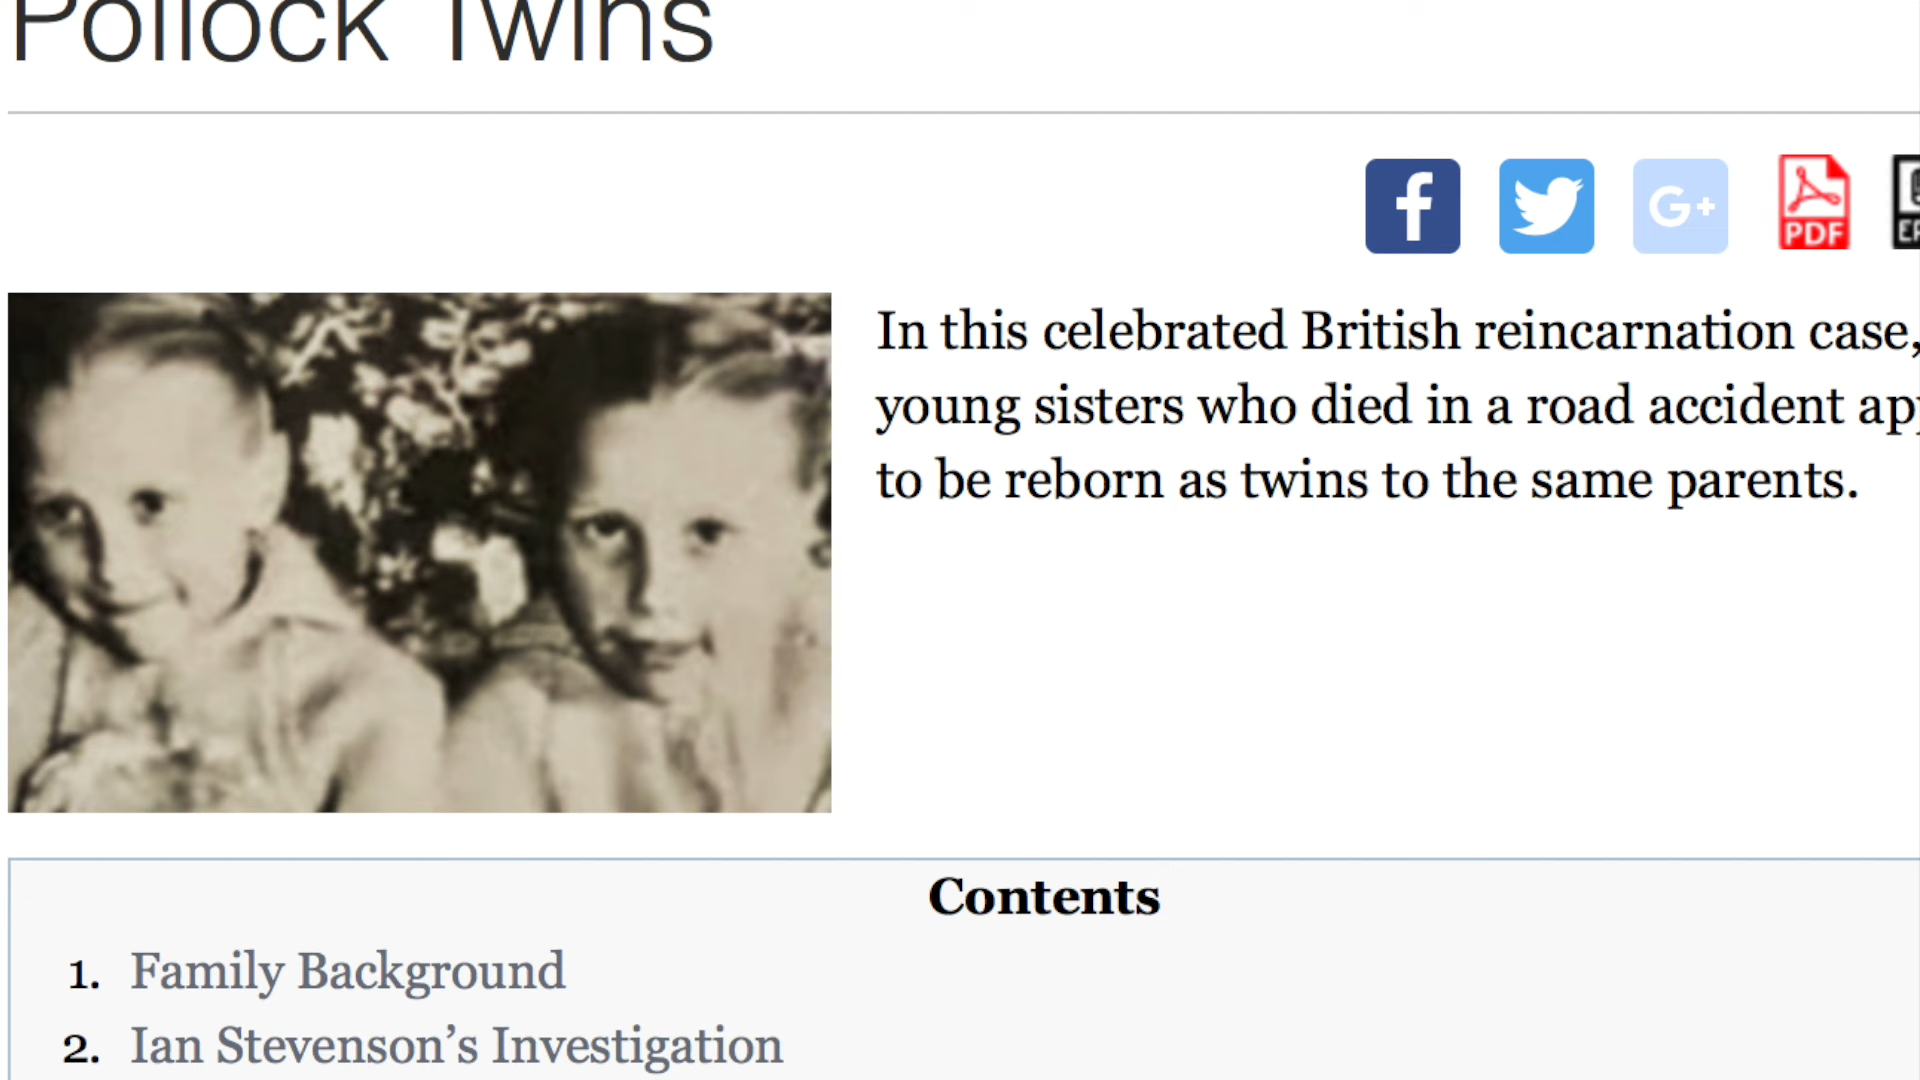 Pollock Twins
f
G+
PDF
In this celebrated British reincarnation case,
young sisters who died in a road accident
to be reborn as twins to the same parents.
Contents
1. Family Background
2. Ian Stevenson’s Investigation